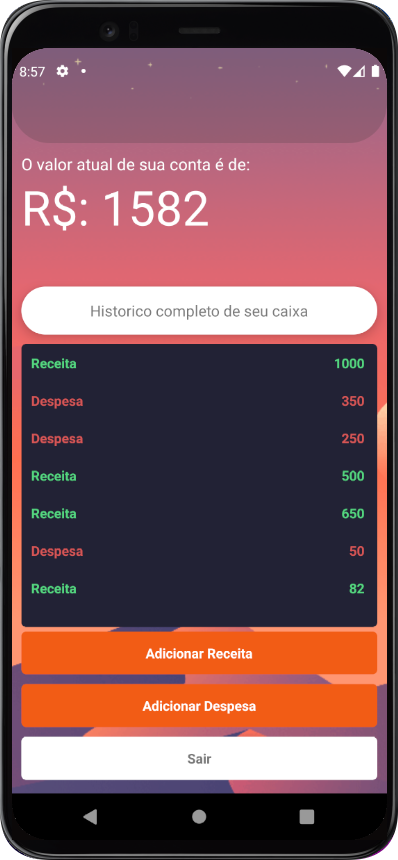 8:57
O valor atual de sua conta é de:
R$: 1582
Historico completo de seu caixa
Receita 1000
Despesa 350
Despesa 250
Receita 500
Receita 650
Despesa 50
Receita 82
Adicionar Receita
Adicionar Despesa
Sair